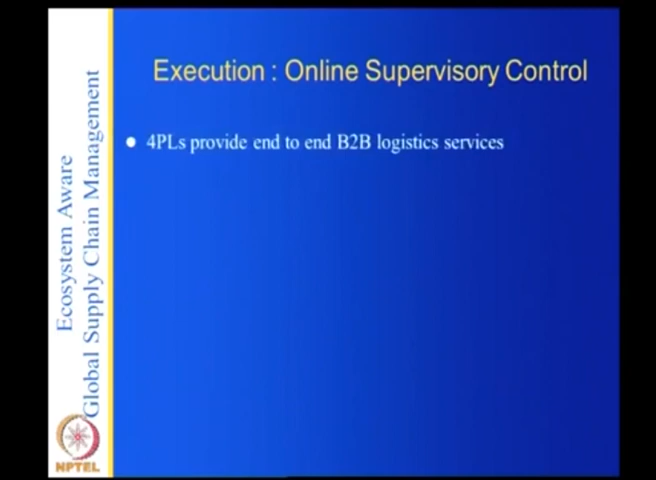 Execution : Online Supervisory Control
4PLs provide end to end B2B logistics services
Ecosystem Aware
Global Supply Chain Management
NPTEL